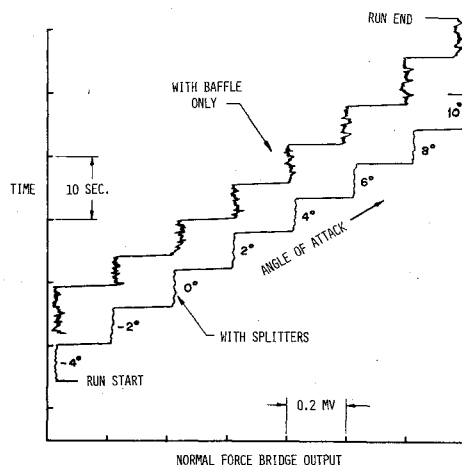 RUN END
WITH BAFFLE
ONLY
10°
8°
TIME
10 SEC.
6°
4°
ANGLE OF ATTACK
2°
0°
-2°
WITH SPLITTERS
-4°
RUN START
0.2 MV
NORMAL FORCE BRIDGE OUTPUT